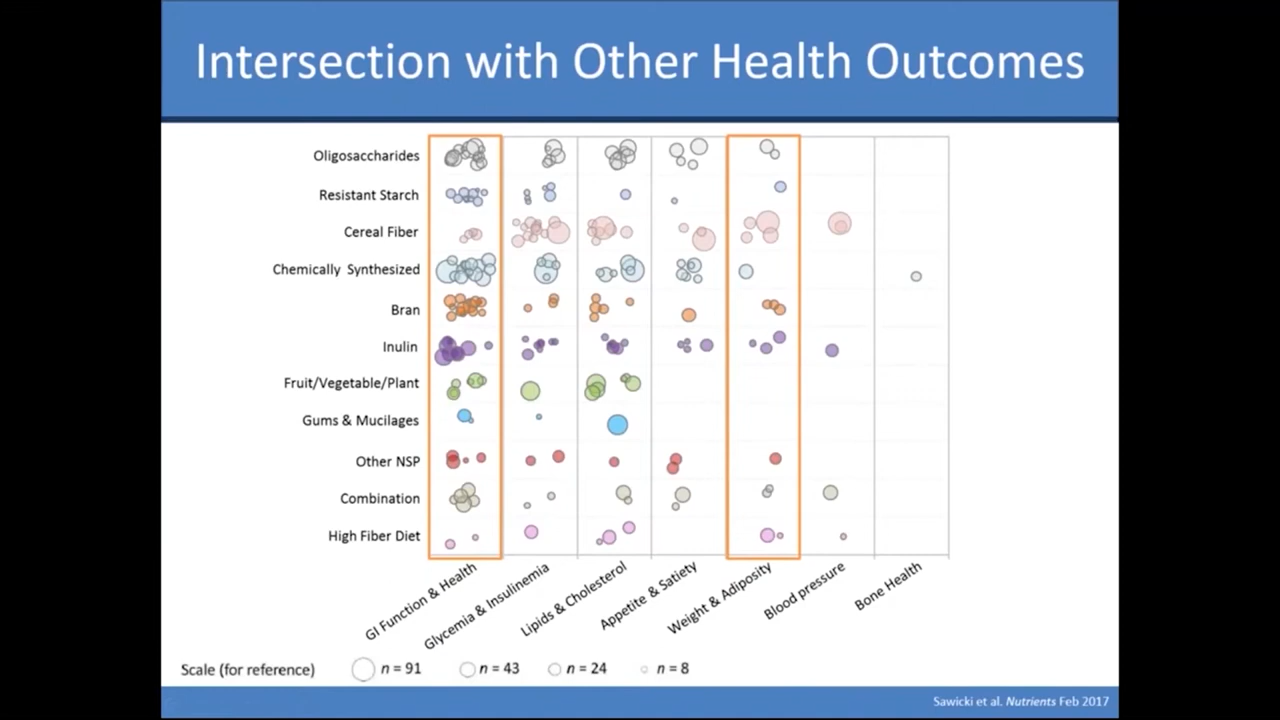 Intersection with Other Health Outcomes
Oligosaccharides
Resistant Starch
Cereal Fiber
Chemically Synthesized
Bran
Inulin
Fruit/Vegetable/Plant
Gums & Mucilages
Other NSP
Combination
High Fiber Diet
GI Function & Health
Glycemia & Insulinemia
Lipids & Cholesterol
Appetite & Satiety
Weight & Adiposity
Blood pressure
Bone Health
Scale (for reference) n = 91 n = 43 n = 24 n = 8
Sawicki et al. Nutrients Feb 2017